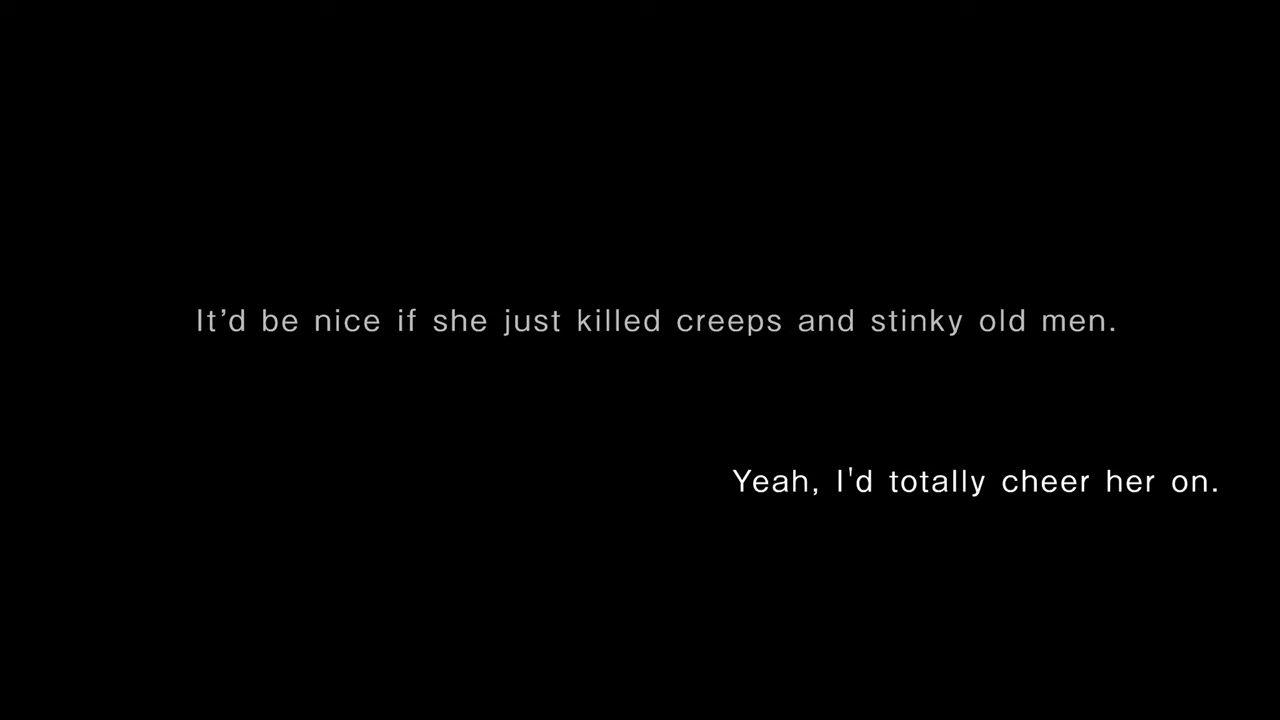 It’d be nice if she just killed creeps and stinky old men.
Yeah, I'd totally cheer her on.